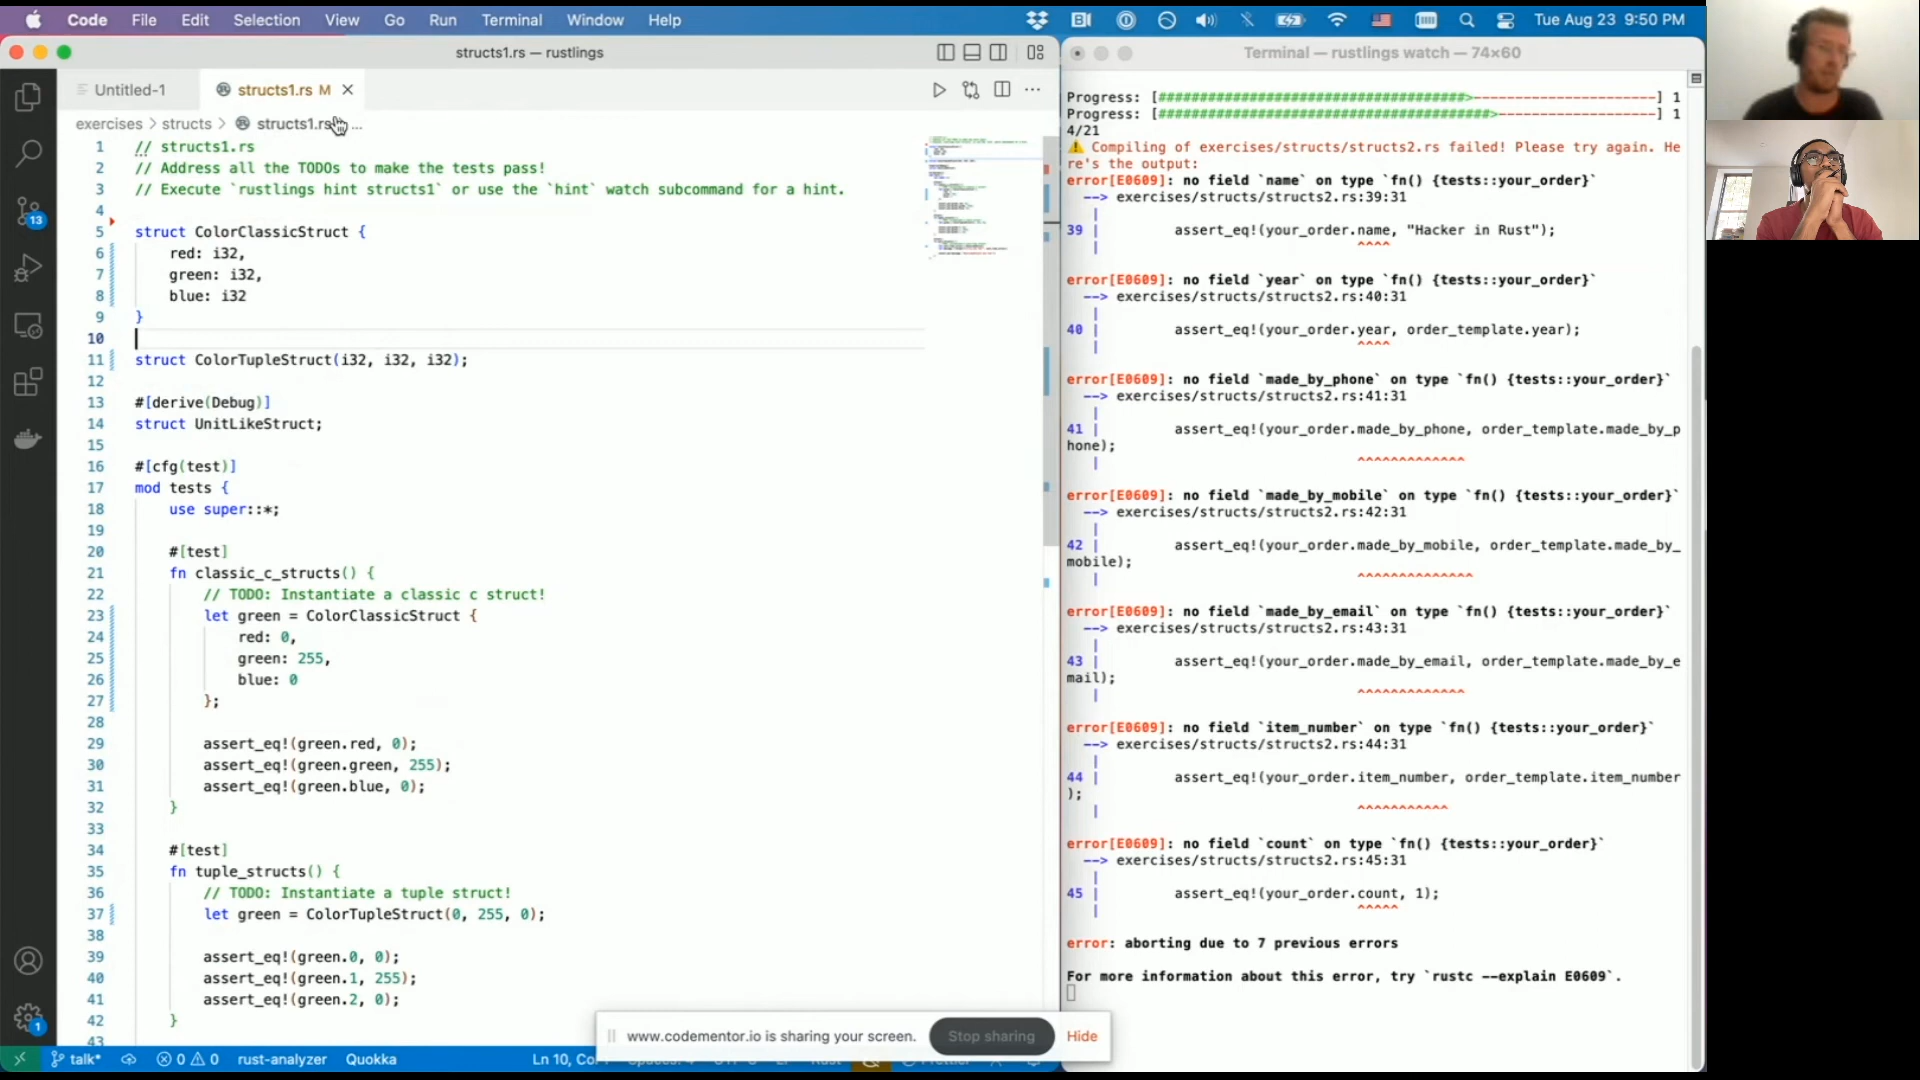 Code File Edit Selection View Go Run Terminal Window Help
Tue Aug 23 9:50 PM
structs1.rs — rustlings
Untitled-1
structs1.rs M
exercises > structs > structs1.rs ...
1 // structs1.rs
2 // Address all the TODOs to make the tests pass!
3 // Execute `rustlings hint structs1` or use the `hint` watch subcommand for a hint.
4
5 struct ColorClassicStruct {
6 red: i32,
7 green: i32,
8 blue: i32
9 }
10
11 struct ColorTupleStruct(i32, i32, i32);
12
13 #[derive(Debug)]
14 struct UnitLikeStruct;
15
16 #[cfg(test)]
17 mod tests {
18 use super::*;
19
20 #[test]
21 fn classic_c_structs() {
22 // TODO: Instantiate a classic c struct!
23 let green = ColorClassicStruct {
24 red: 0,
25 green: 255,
26 blue: 0
27 };
28
29 assert_eq!(green.red, 0);
30 assert_eq!(green.green, 255);
31 assert_eq!(green.blue, 0);
32 }
33
34 #[test]
35 fn tuple_structs() {
36 // TODO: Instantiate a tuple struct!
37 let green = ColorTupleStruct(0, 255, 0);
38
39 assert_eq!(green.0, 0);
40 assert_eq!(green.1, 255);
41 assert_eq!(green.2, 0);
42 }
43
13
1
talk*
0 0
rust-analyzer
Quokka
Ln 10, Co
www.codementor.io is sharing your screen.
Stop sharing
Hide
Terminal — rustlings watch — 74×60
Progress: [#####################################>----------------------] 1
Progress: [########################################>-------------------] 1
4/21
⚠️ Compiling of exercises/structs/structs2.rs failed! Please try again. He
re's the output:
error[E0609]: no field `name` on type `fn() {tests::your_order}`
--> exercises/structs/structs2.rs:39:31
|
39 | assert_eq!(your_order.name, "Hacker in Rust");
| ^^^^
error[E0609]: no field `year` on type `fn() {tests::your_order}`
--> exercises/structs/structs2.rs:40:31
|
40 | assert_eq!(your_order.year, order_template.year);
| ^^^^
error[E0609]: no field `made_by_phone` on type `fn() {tests::your_order}`
--> exercises/structs/structs2.rs:41:31
|
41 | assert_eq!(your_order.made_by_phone, order_template.made_by_p
hone);
| ^^^^^^^^^^^^^
error[E0609]: no field `made_by_mobile` on type `fn() {tests::your_order}`
--> exercises/structs/structs2.rs:42:31
|
42 | assert_eq!(your_order.made_by_mobile, order_template.made_by_
mobile);
| ^^^^^^^^^^^^^^
error[E0609]: no field `made_by_email` on type `fn() {tests::your_order}`
--> exercises/structs/structs2.rs:43:31
|
43 | assert_eq!(your_order.made_by_email, order_template.made_by_e
mail);
| ^^^^^^^^^^^^^
error[E0609]: no field `item_number` on type `fn() {tests::your_order}`
--> exercises/structs/structs2.rs:44:31
|
44 | assert_eq!(your_order.item_number, order_template.item_number
);
| ^^^^^^^^^^^
error[E0609]: no field `count` on type `fn() {tests::your_order}`
--> exercises/structs/structs2.rs:45:31
|
45 | assert_eq!(your_order.count, 1);
| ^^^^^
error: aborting due to 7 previous errors
For more information about this error, try `rustc --explain E0609`.